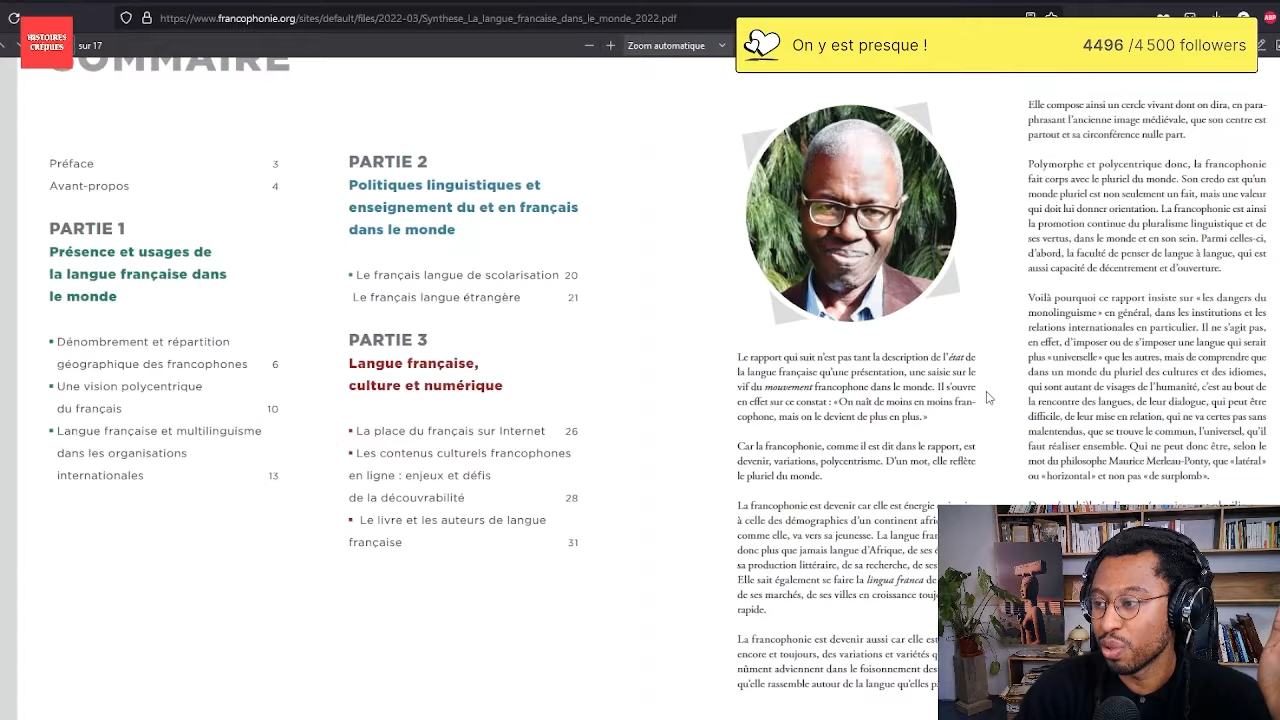 https://www.francophonie.org/sites/default/files/2022-03/Synthese_La_langue_francaise_dans_le_monde_2022.pdf
HISTOIRES
CRÉPUES
sur 17
Zoom automatique
On y est presque !
4496 /4 500 followers
SOMMAIRE
Préface 3
Avant-propos 4
PARTIE 1
Présence et usages de
la langue française dans
le monde
Dénombrement et répartition
géographique des francophones 6
Une vision polycentrique
du français 10
Langue française et multilinguisme
dans les organisations
internationales 13
PARTIE 2
Politiques linguistiques et
enseignement du et en français
dans le monde
Le français langue de scolarisation 20
Le français langue étrangère 21
PARTIE 3
Langue française,
culture et numérique
La place du français sur Internet 26
Les contenus culturels francophones
en ligne : enjeux et défis
de la découvrabilité 28
Le livre et les auteurs de langue
française 31
Le rapport qui suit n'est pas tant la description de l'état de
la langue française qu'une présentation, une saisie sur le
vif du mouvement francophone dans le monde. Il s'ouvre
en effet sur ce constat : « On naît de moins en moins fran-
cophone, mais on le devient de plus en plus. »
Car la francophonie, comme il est dit dans le rapport, est
devenir, variations, polycentrisme. D'un mot, elle reflète
le pluriel du monde.
La francophonie est devenir car elle est énergie
à celle des démographies d'un continent
comme elle, va vers sa jeunesse. La langue
donc plus que jamais langue d'Afrique, de ses
sa production littéraire, de sa recherche, de ses
Elle sait également se faire la lingua franca de
de ses marchés, de ses villes en croissance
rapide.
La francophonie est devenir aussi car elle est
encore et toujours, des variations et variétés
nûment adviennent dans le foisonnement des
qu'elle rassemble autour de la langue qu'elles
Elle compose ainsi un cercle vivant dont on dira, en para-
phrasant l'ancienne image médiévale, que son centre est
partout et sa circonférence nulle part.
Polymorphe et polycentrique donc, la francophonie
fait corps avec le pluriel du monde. Son credo est qu'un
monde pluriel est non seulement un fait, mais une valeur
qui doit lui donner orientation. La francophonie est ainsi
la promotion continue du pluralisme linguistique et de
ses vertus, dans le monde et en son sein. Parmi celles-ci,
d'abord, la faculté de penser de langue à langue, qui est
aussi capacité de décentrement et d'ouverture.
Voilà pourquoi ce rapport insiste sur « les dangers du
monolinguisme » en général, dans les institutions et les
relations internationales en particulier. Il ne s'agit pas,
en effet, d'imposer ou de s'imposer une langue qui serait
plus « universelle » que les autres, mais de comprendre que
dans un monde du pluriel des cultures et des idiomes,
qui sont autant de visages de l'humanité, c'est au bout de
la rencontre des langues, de leur dialogue, qui peut être
difficile, de leur mise en relation, qui ne va certes pas sans
malentendus, que se trouve le commun, l'universel, qu'il
faut réaliser ensemble. Qui ne peut donc être, selon le
mot du philosophe Maurice Merleau-Ponty, que « latéral »
ou « horizontal » et non pas « de surplomb ».